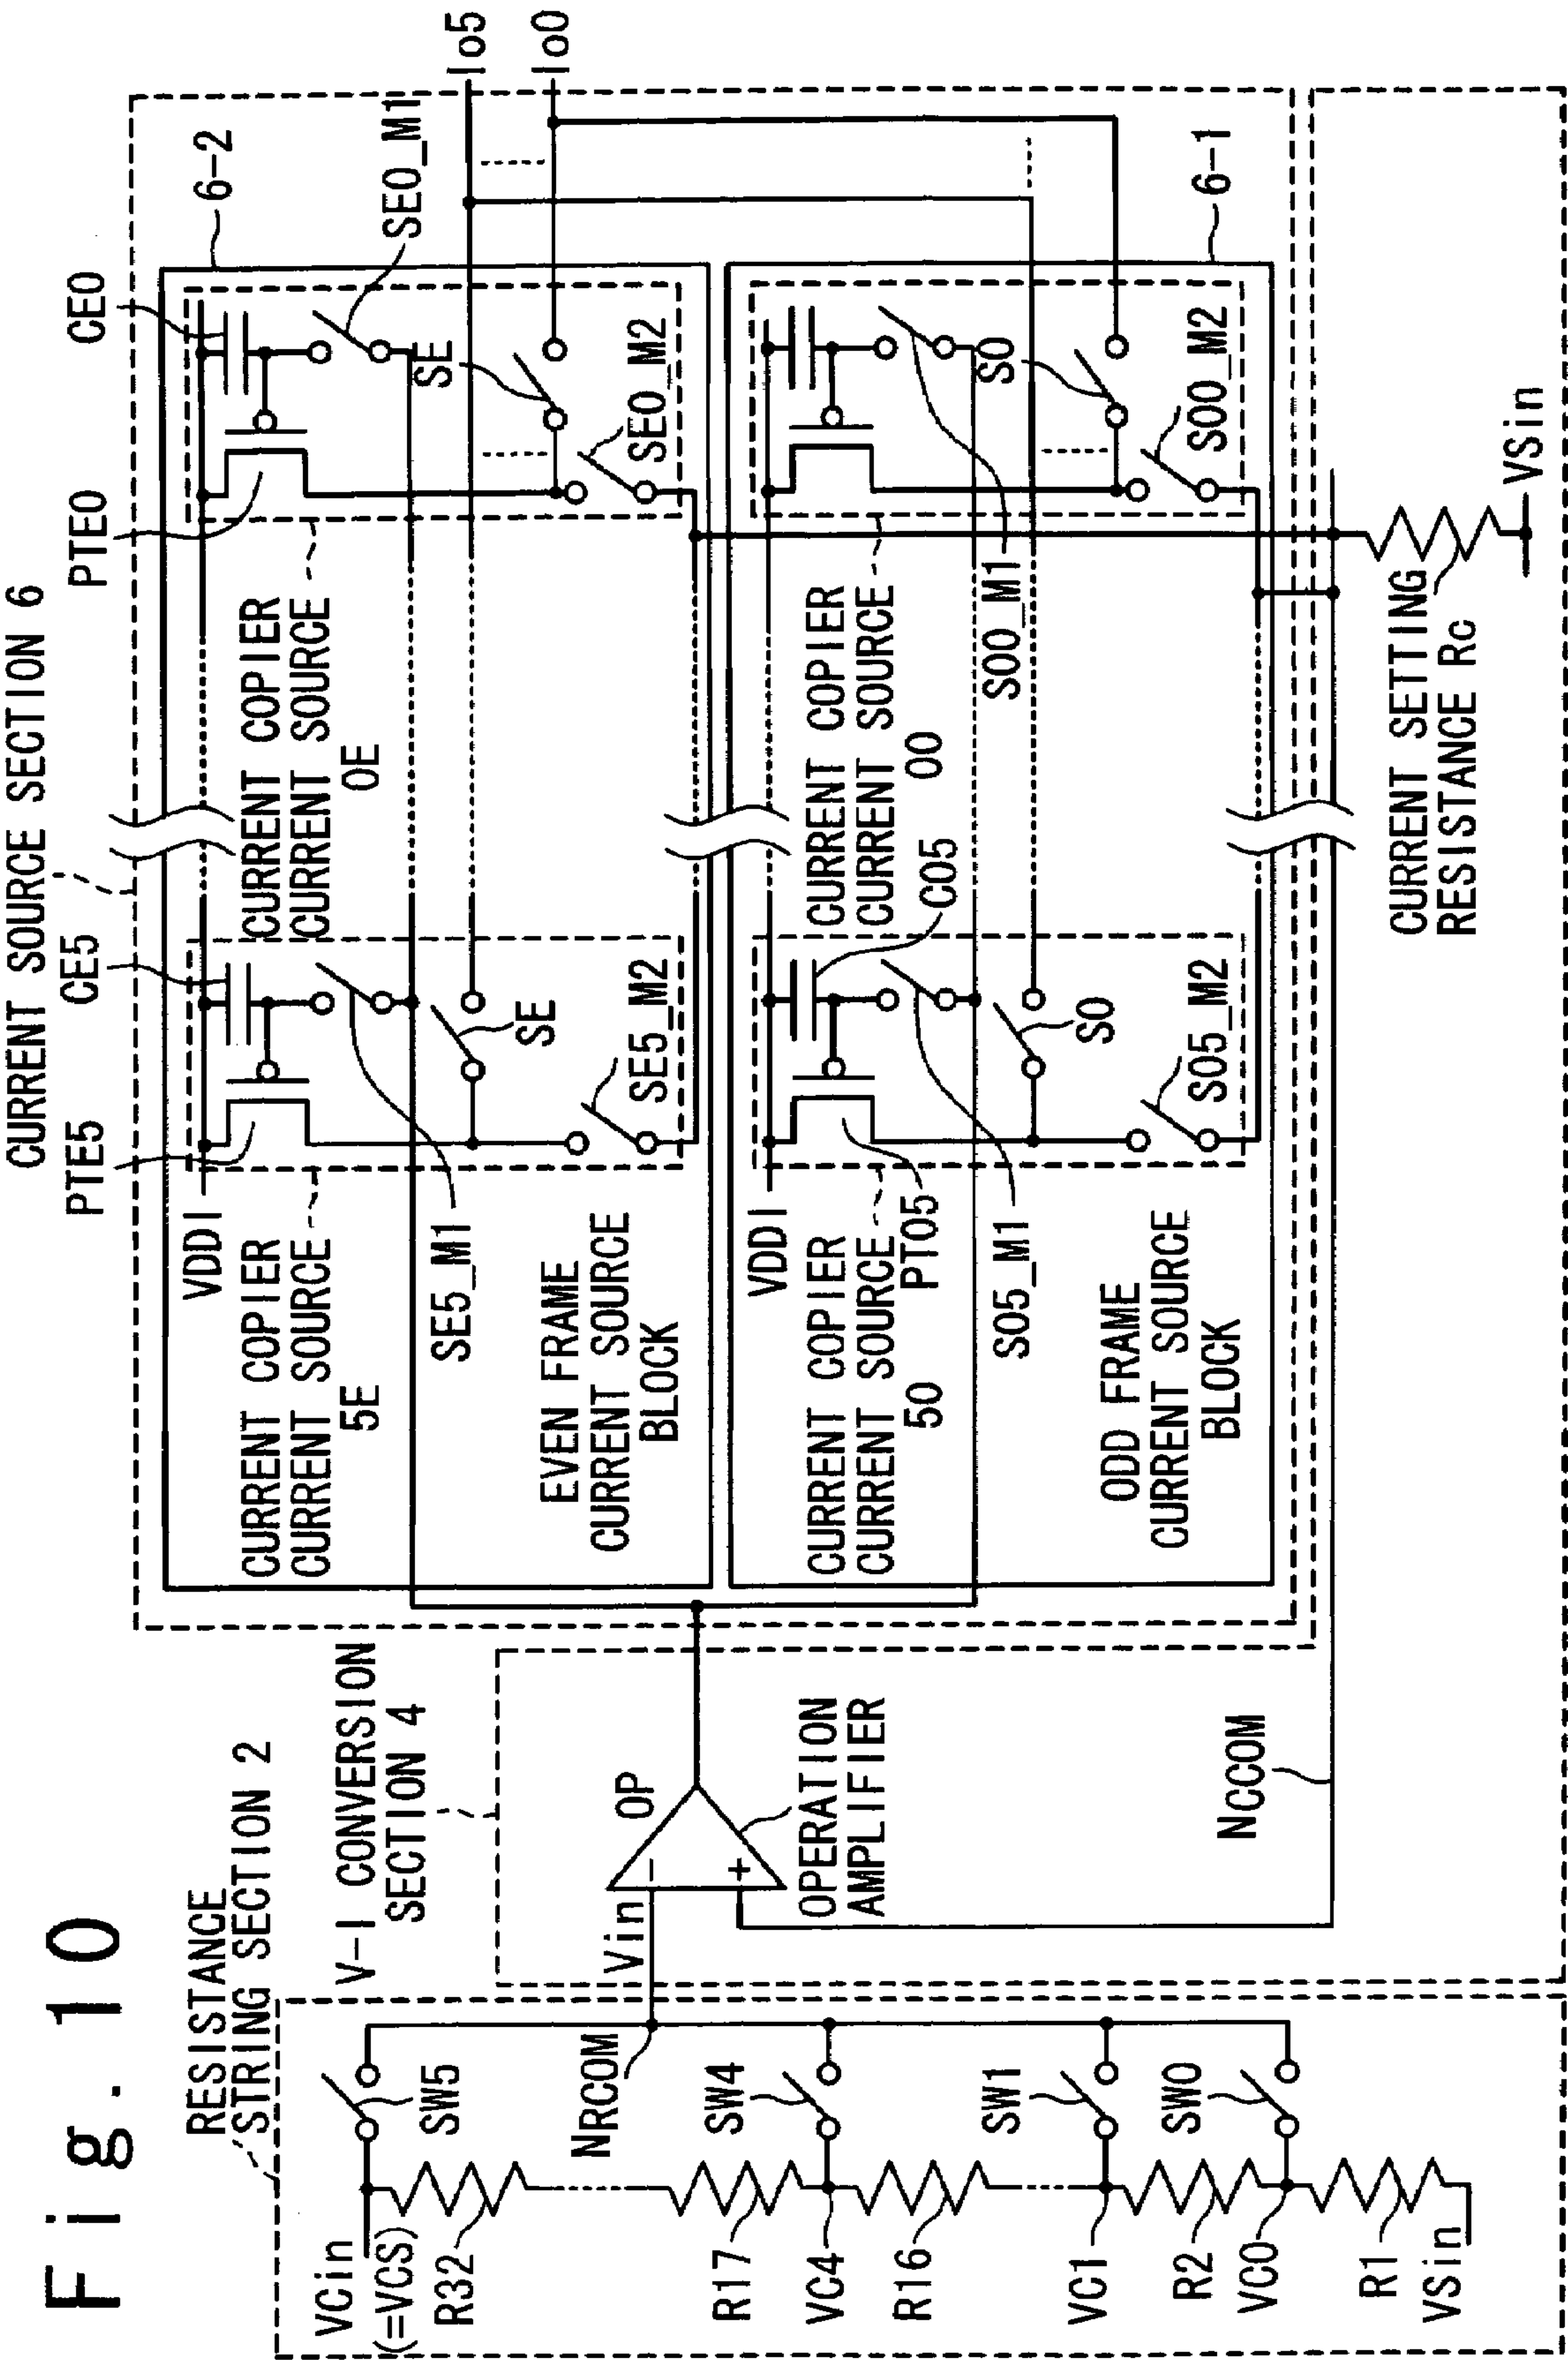 Fig. 10
RESISTANCE
STRING SECTION 2
VCin
(=VCS)
R32
R17
VC4
R16
VC1
R2
VC0
R1
VSin
SW5
NRCOM
SW4
SW1
SW0
V-I CONVERSION
SECTION 4
Vin
OP
−
+
OPERATION
AMPLIFIER
NCCOM
CURRENT SOURCE SECTION 6
PTE5
CE5
PTE0
CE0
6-2
SE0_M1
Io5
Io0
VDDI
CURRENT COPIER
CURRENT SOURCE
5E
SE5_M1
SE
SE5_M2
EVEN FRAME
CURRENT SOURCE
BLOCK
CURRENT COPIER
CURRENT SOURCE
0E
SE
SE0_M2
VDDI
CURRENT COPIER
CURRENT SOURCE
5O
PTO5
SO5_M1
CO5
SO
SO5_M2
ODD FRAME
CURRENT SOURCE
BLOCK
CURRENT COPIER
CURRENT SOURCE
0O
SO0_M1
SO
SO0_M2
6-1
CURRENT SETTING
RESISTANCE Rc
VSin